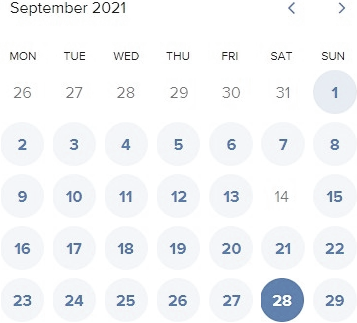 September 2021
MON TUE WED THU FRI SAT SUN
26 27 28 29 30 31 1
2 3 4 5 6 7 8
9 10 11 12 13 14 15
16 17 18 19 20 21 22
23 24 25 26 27 28 29